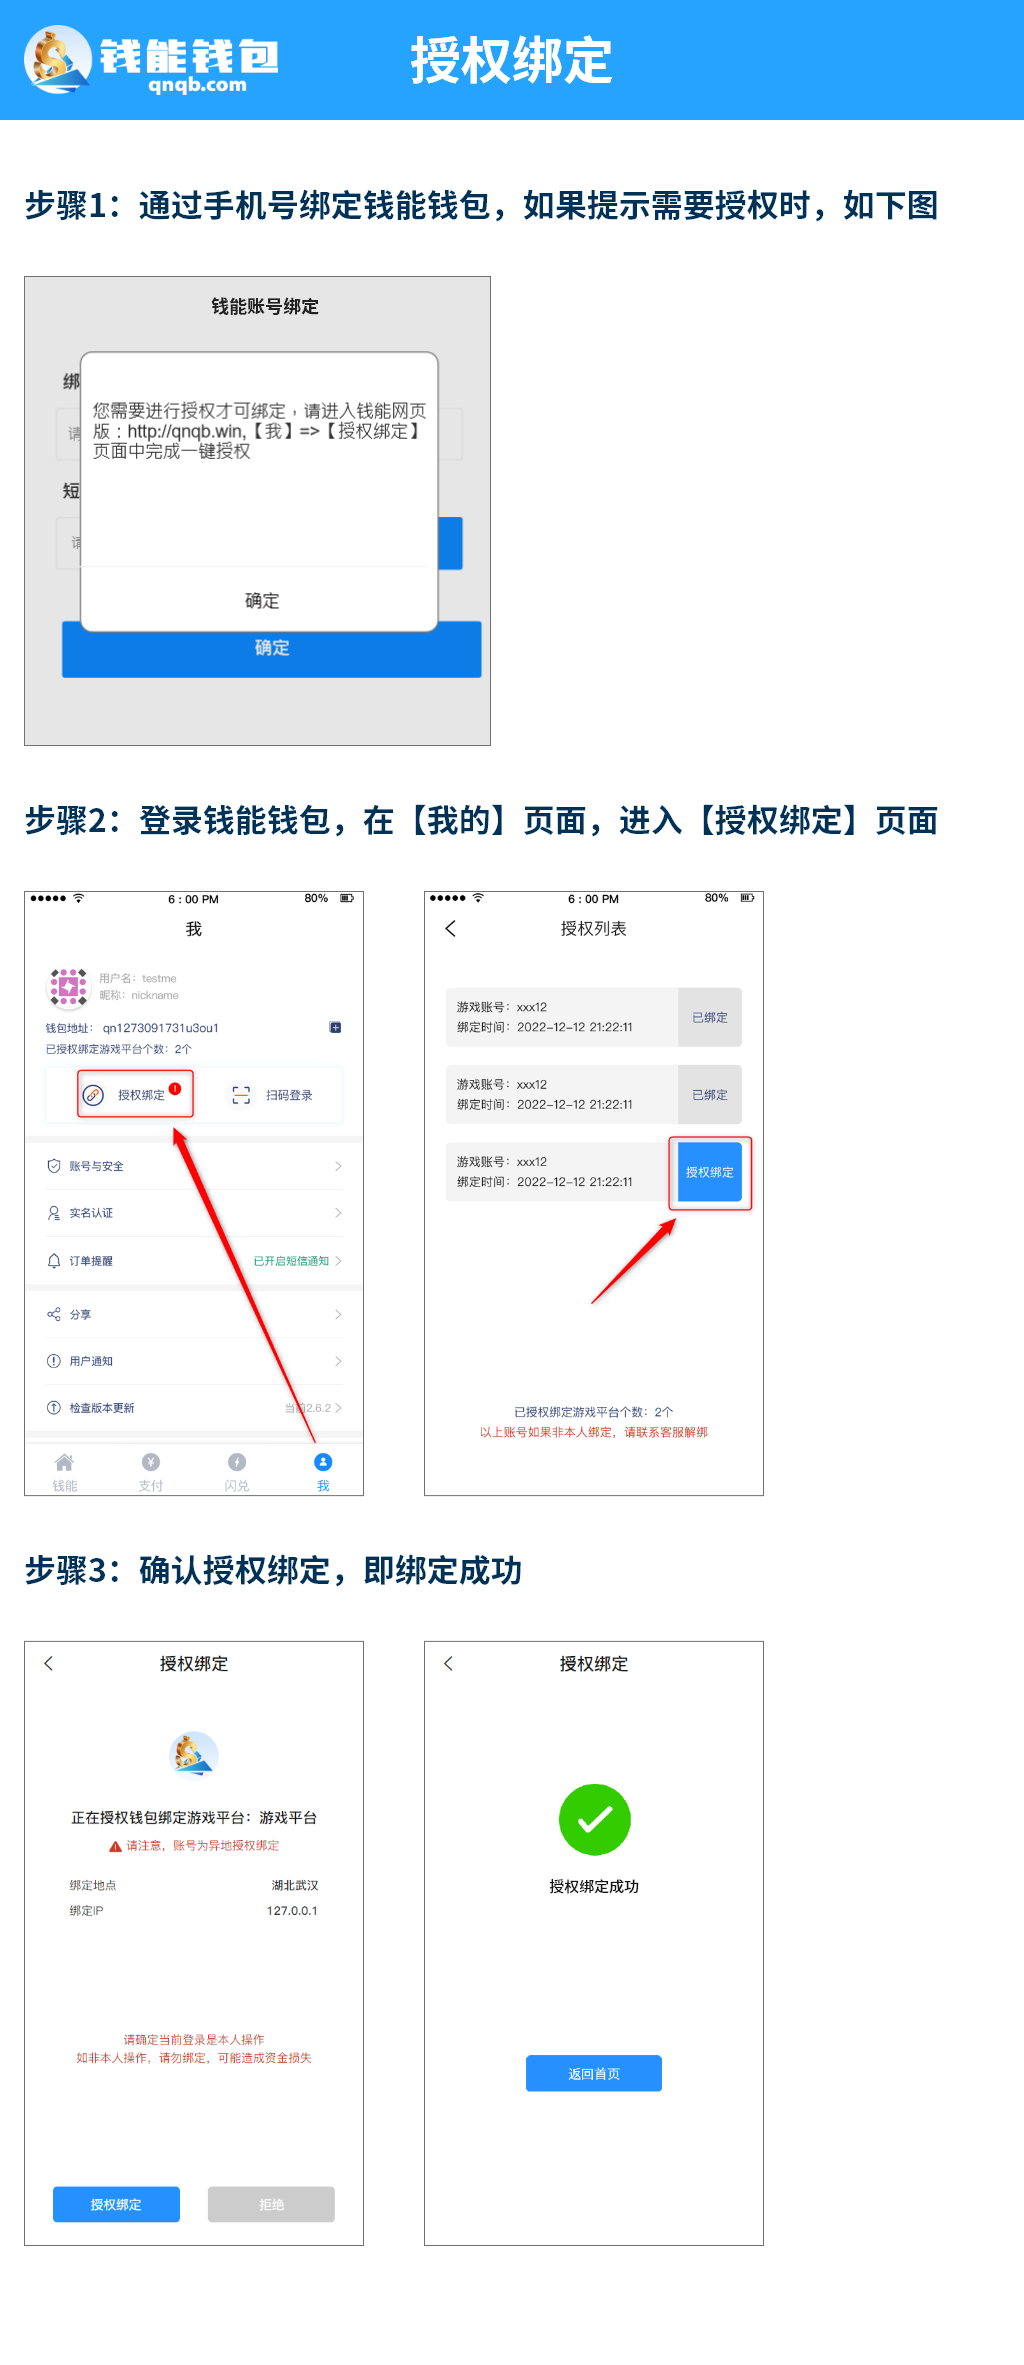 钱能钱包
qnqb.com
授权绑定
步骤1：通过手机号绑定钱能钱包，如果提示需要授权时，如下图
钱能账号绑定
绑
您需要进行授权才可绑定，请进入钱能网页
版：http://qnqb.win,【我】=>【授权绑定】
页面中完成一键授权
请
短
请
确定
确定
步骤2：登录钱能钱包，在【我的】页面，进入【授权绑定】页面
6 : 00 PM
80%
我
用户名：testme
昵称：nickname
钱包地址： qn1273091731u3ou1
已授权绑定游戏平台个数：2个
授权绑定
扫码登录
账号与安全
实名认证
订单提醒
已开启短信通知
分享
用户通知
检查版本更新
当前2.6.2
钱能
支付
闪兑
我
6 : 00 PM
80%
授权列表
游戏账号：xxx12
绑定时间：2022-12-12 21:22:11
已绑定
游戏账号：xxx12
绑定时间：2022-12-12 21:22:11
已绑定
游戏账号：xxx12
绑定时间：2022-12-12 21:22:11
授权绑定
已授权绑定游戏平台个数：2个
以上账号如果非本人绑定，请联系客服解绑
步骤3：确认授权绑定，即绑定成功
授权绑定
正在授权钱包绑定游戏平台：游戏平台
请注意，账号为异地授权绑定
绑定地点
湖北武汉
绑定IP
127.0.0.1
请确定当前登录是本人操作
如非本人操作，请勿绑定，可能造成资金损失
授权绑定
拒绝
授权绑定
授权绑定成功
返回首页